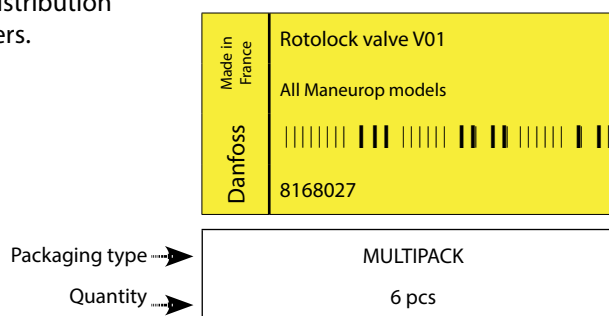 istribution
ers.
Made in
France
Danfoss
Rotolock valve V01
All Maneurop models
8168027
Packaging type
MULTIPACK
Quantity
6 pcs